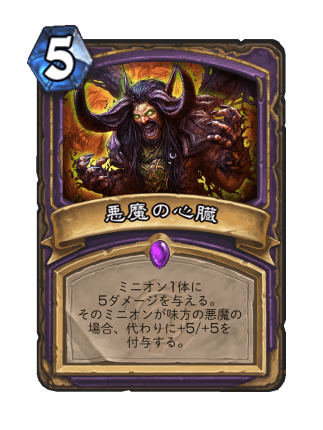 5
悪魔の心臓
ミニオン1体に
5ダメージを与える。
そのミニオンが味方の悪魔の
場合、代わりに+5/+5を
付与する。